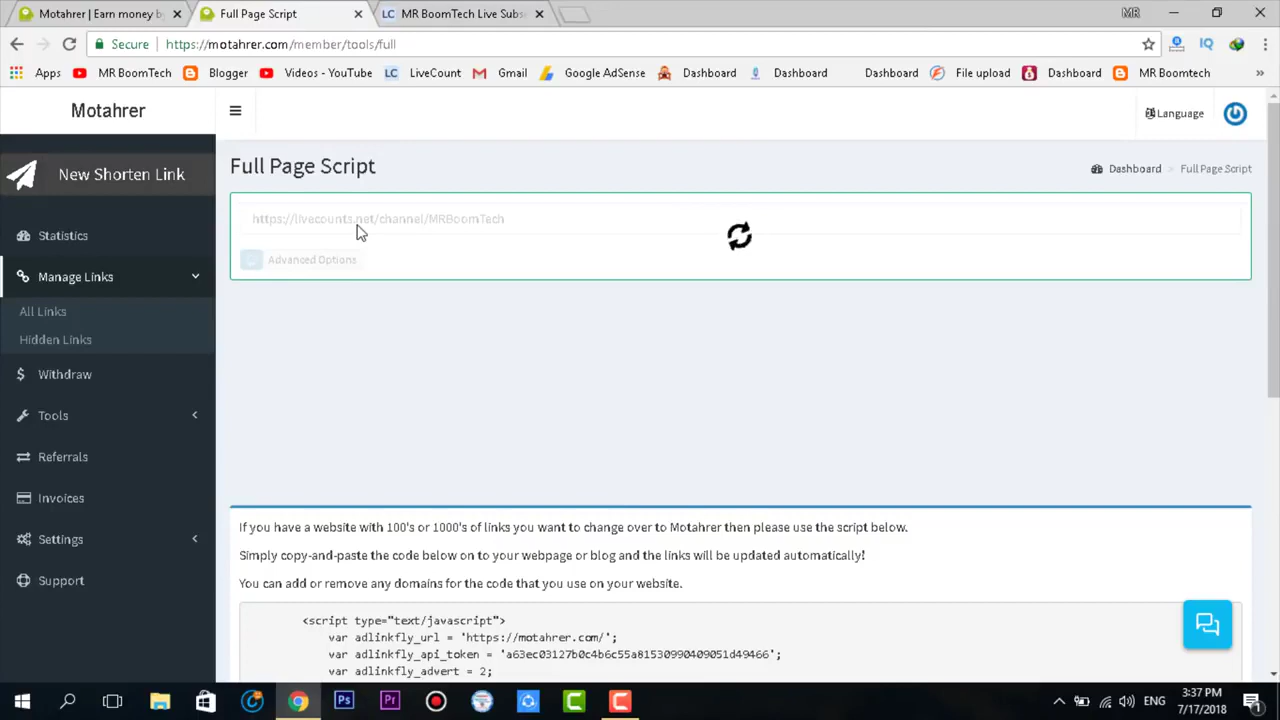 Motahrer | Earn money by
Full Page Script
LC MR BoomTech Live Subs
MR
Secure https://motahrer.com/member/tools/full
Apps MR BoomTech Blogger Videos - YouTube LC LiveCount Gmail Google AdSense Dashboard Dashboard Dashboard File upload Dashboard MR Boomtech »
Motahrer
Language
New Shorten Link
Full Page Script
Dashboard > Full Page Script
https://livecounts.net/channel/MRBoomTech
Statistics
Advanced Options
Manage Links
All Links
Hidden Links
Withdraw
Tools
Referrals
Invoices
Settings
Support
If you have a website with 100's or 1000's of links you want to change over to Motahrer then please use the script below.
Simply copy-and-paste the code below on to your webpage or blog and the links will be updated automatically!
You can add or remove any domains for the code that you use on your website.
<script type="text/javascript">
var adlinkfly_url = 'https://motahrer.com/';
var adlinkfly_api_token = 'a63ec03127b0c4b6c55a81530990409051d49466';
var adlinkfly_advert = 2;
ENG
3:37 PM
7/17/2018